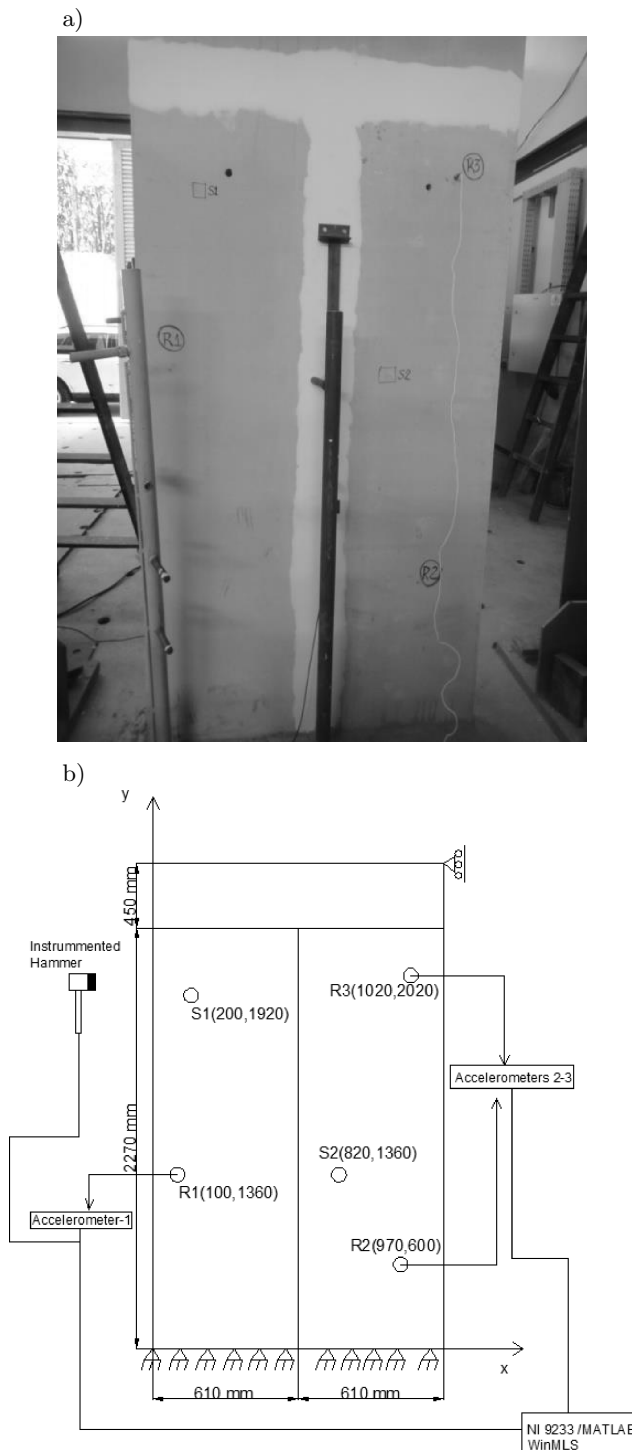 a)
S1
R3
R1
S2
R2
b)
y
450 mm
Instrummented
Hammer
R3(1020,2020)
S1(200,1920)
Accelerometers 2-3
2270 mm
S2(820,1360)
R1(100,1360)
Accelerometer-1
R2(970,600)
x
610 mm
610 mm
NI 9233 /MATLAB
WinMLS